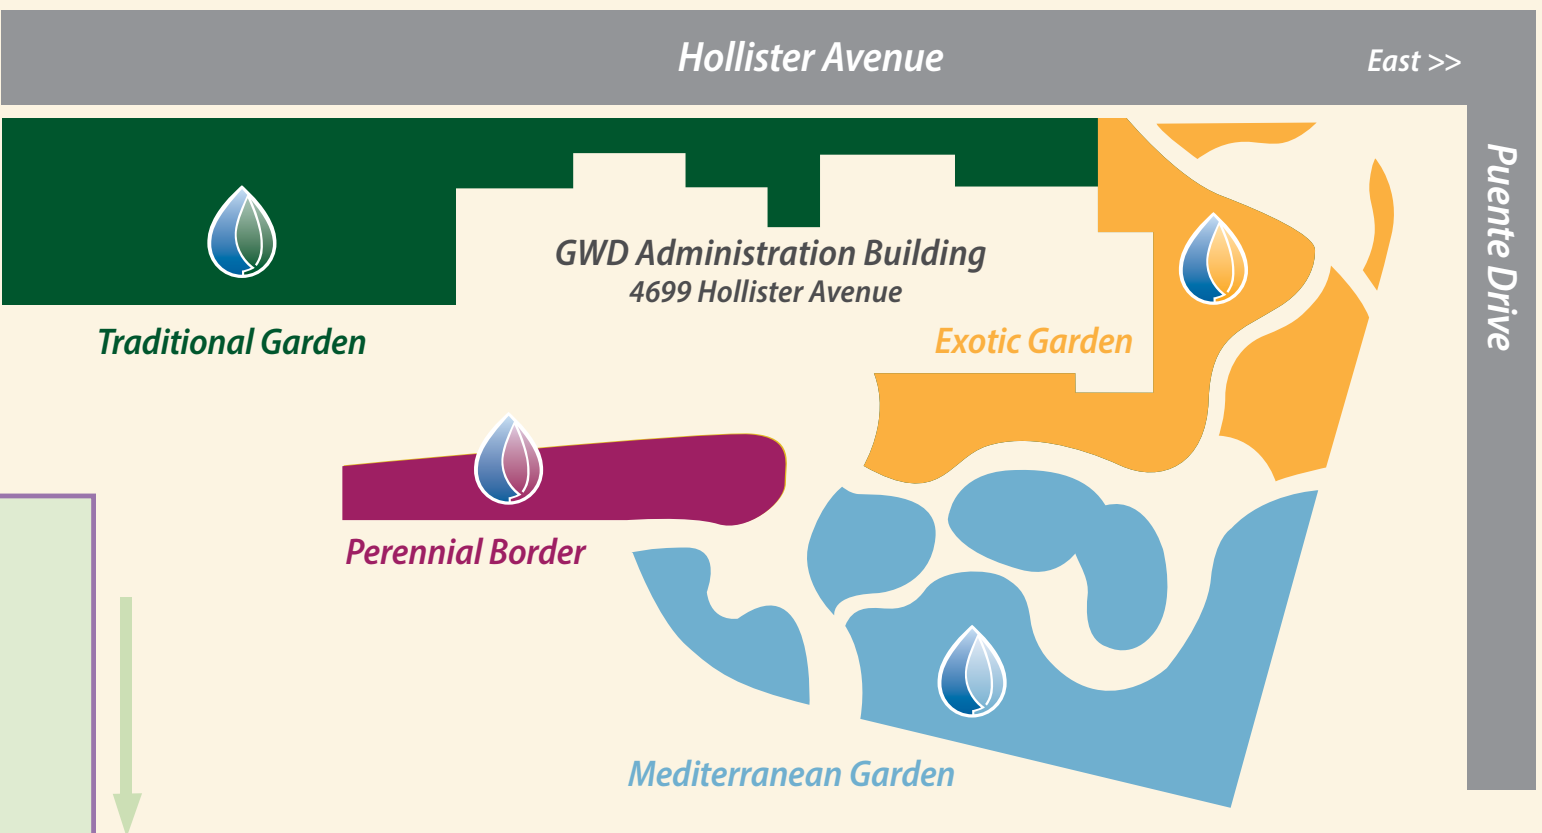 Hollister Avenue
East >>
Puente Drive
GWD Administration Building
4699 Hollister Avenue
Traditional Garden
Exotic Garden
Perennial Border
Mediterranean Garden